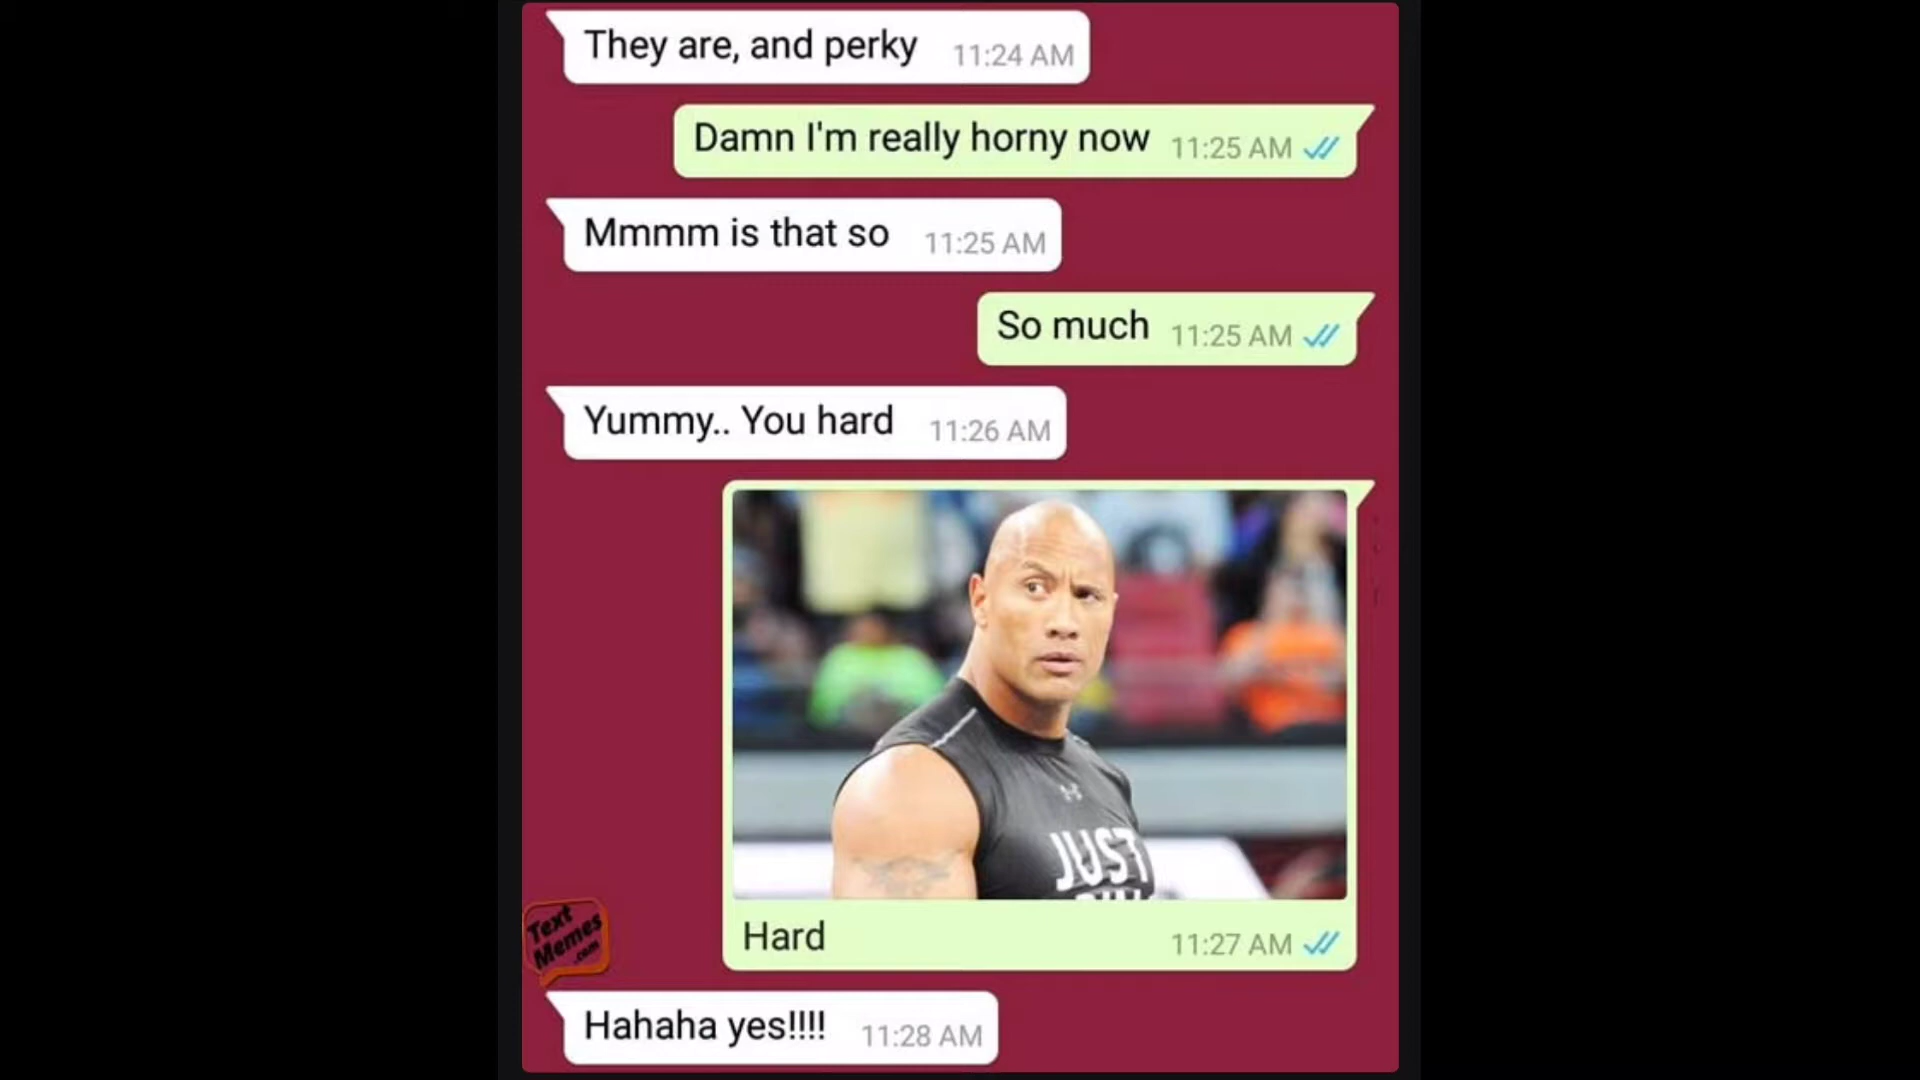 They are, and perky 11:24 AM
Damn I'm really horny now 11:25 AM
Mmmm is that so 11:25 AM
So much 11:25 AM
Yummy.. You hard 11:26 AM
JUST
Hard 11:27 AM
Text
Memes
.com
Hahaha yes!!!! 11:28 AM